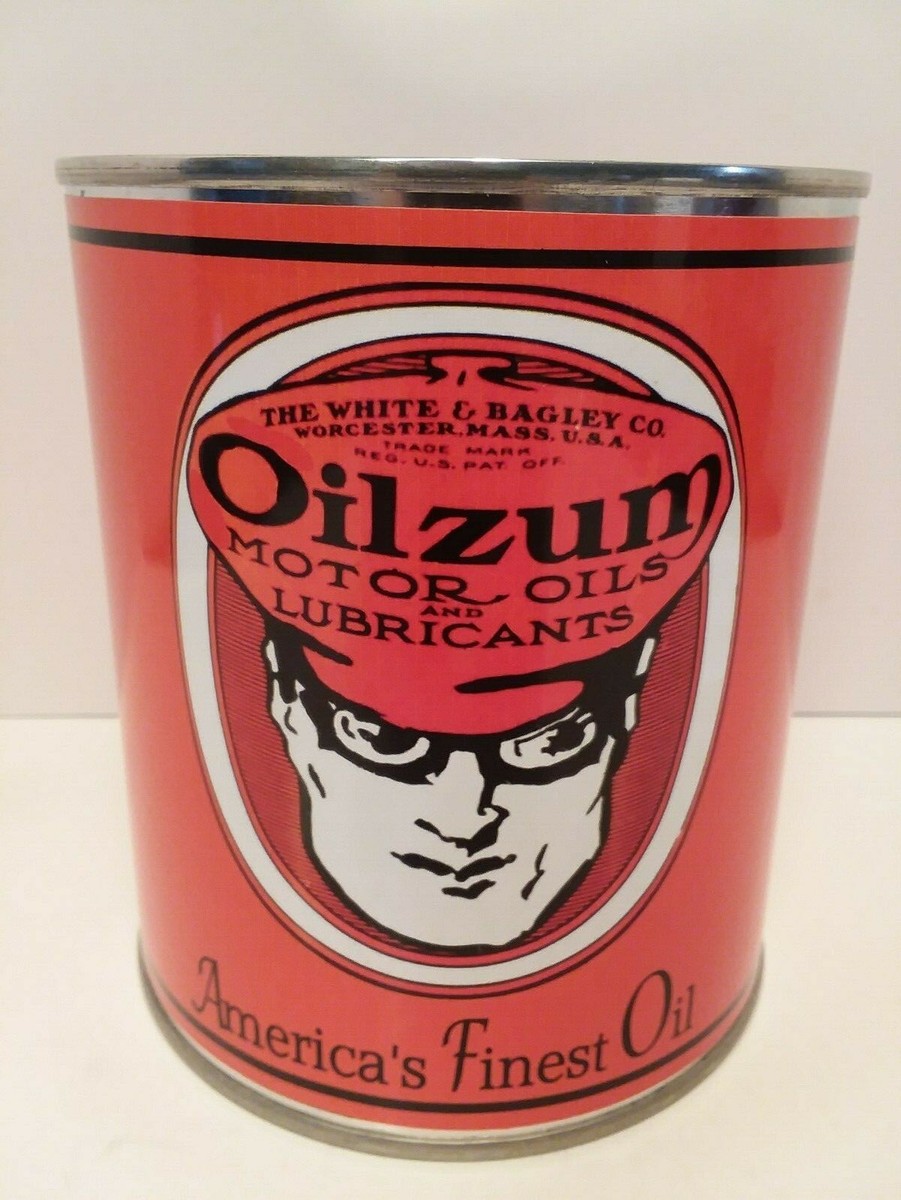 THE WHITE & BAGLEY CO.
WORCESTER, MASS. U.S.A.
TRADE MARK
REG. U.S. PAT. OFF.
Oilzum
MOTOR OILS
AND
LUBRICANTS
America's Finest Oil